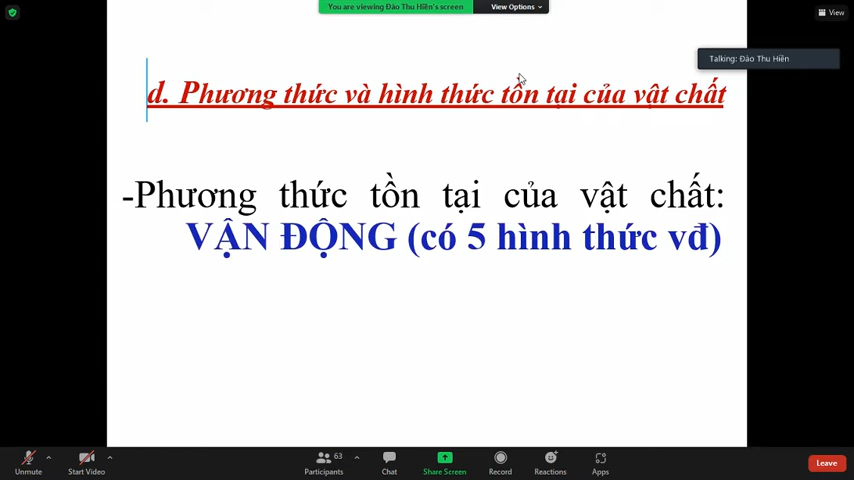 You are viewing Đào Thu Hiền's screen
View Options
View
Talking: Đào Thu Hiền
d. Phương thức và hình thức tồn tại của vật chất
-Phương thức tồn tại của vật chất:
VẬN ĐỘNG (có 5 hình thức vđ)
Unmute
Start Video
63
Participants
Chat
Share Screen
Record
Reactions
Apps
Leave